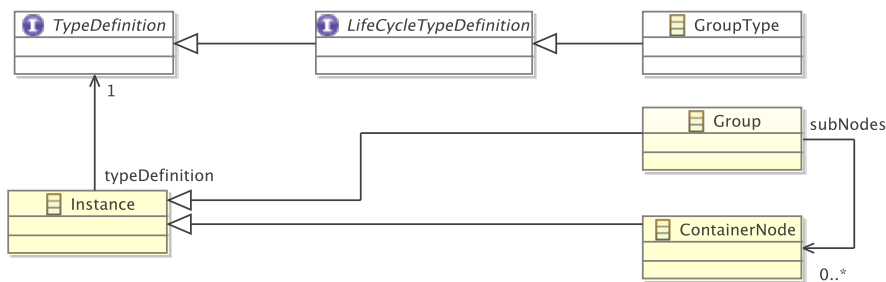 I TypeDefinition
I LifeCycleTypeDefinition
GroupType
1
Group
subNodes
typeDefinition
Instance
ContainerNode
0..*